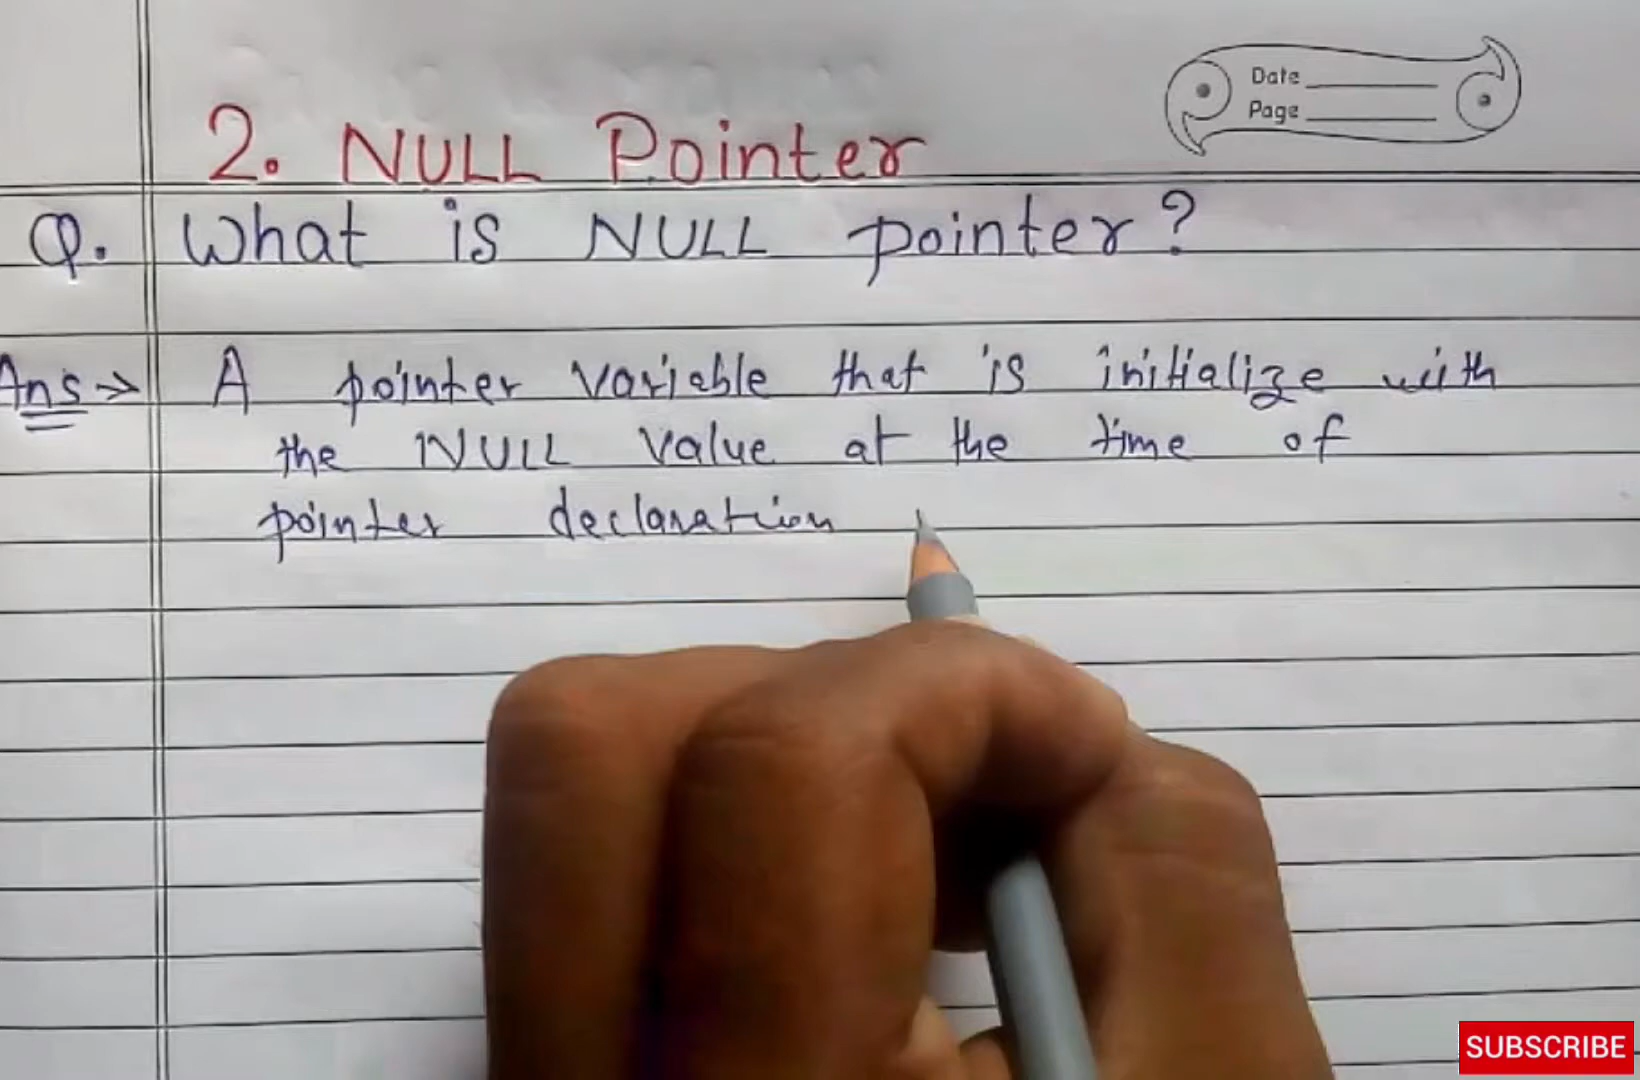 Date
Page
2. NULL Pointer
Q. What is NULL pointer?
Ans → A pointer variable that is initialize with
the NULL value at the time of
pointer declaration
SUBSCRIBE